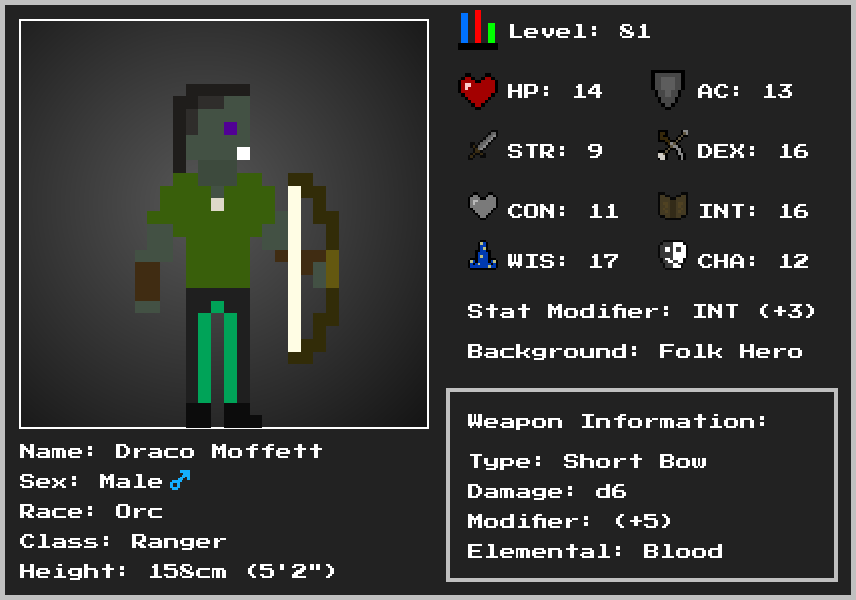 Level: 81
HP: 14
AC: 13
STR: 9
DEX: 16
CON: 11
INT: 16
WIS: 17
CHA: 12
Stat Modifier: INT (+3)
Background: Folk Hero
Weapon Information:
Type: Short Bow
Damage: d6
Modifier: (+5)
Elemental: Blood
Name: Draco Moffett
Sex: Male ♂
Race: Orc
Class: Ranger
Height: 158cm (5'2")